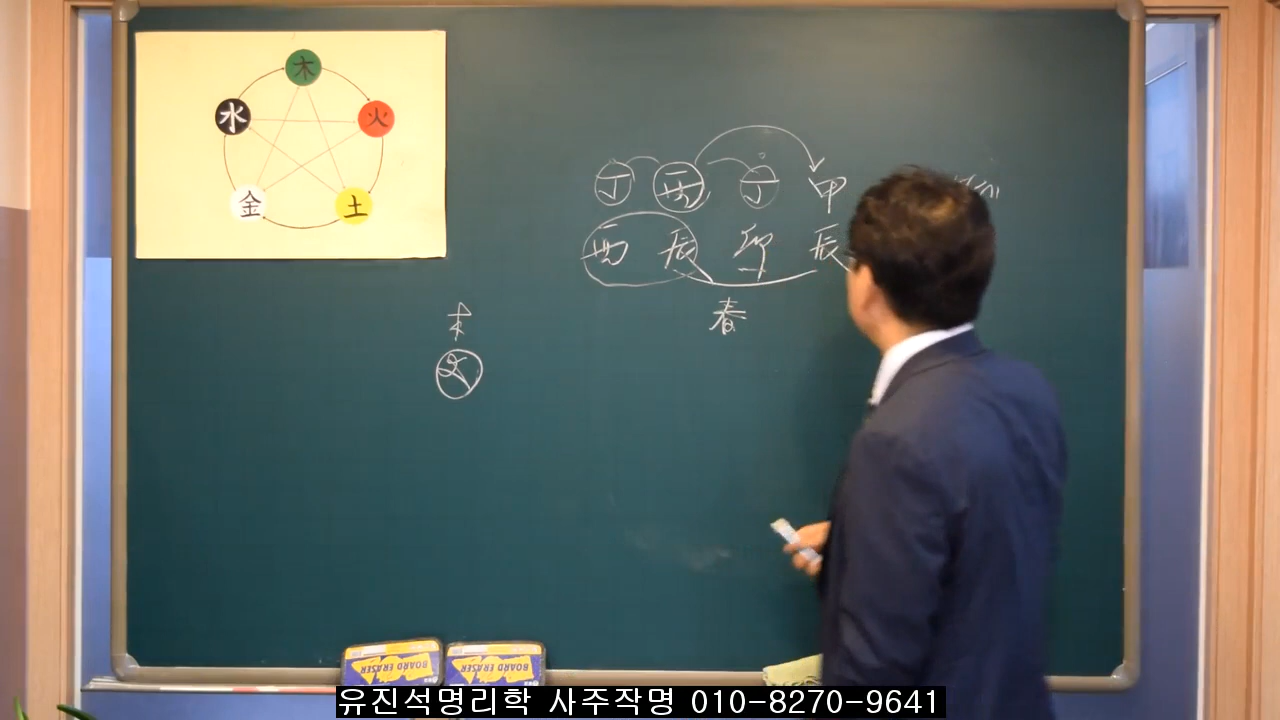 木
水 火
金 土
丁 丙 丁 甲
酉 辰 卯 辰
春
木
BOARD ERASER BOARD ERASER
유진석명리학 사주작명 010-8270-9641